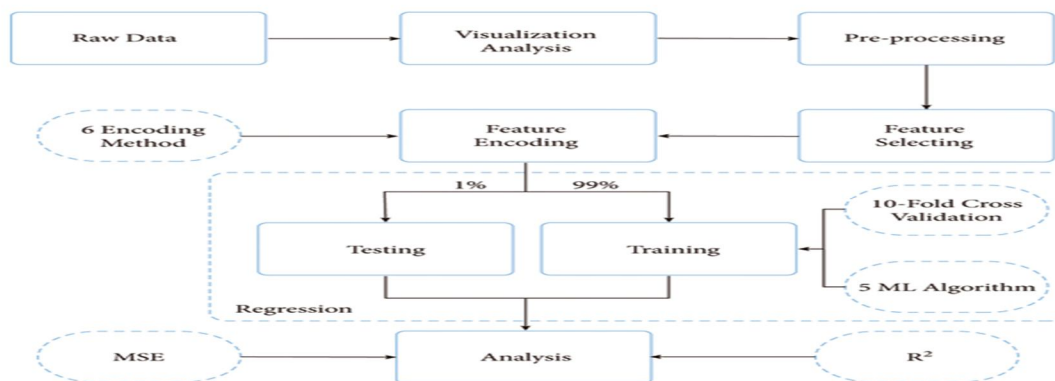 Raw Data
Visualization
Analysis
Pre-processing
6 Encoding
Method
Feature
Encoding
Feature
Selecting
1%
99%
10-Fold Cross
Validation
Testing
Training
5 ML Algorithm
Regression
MSE
Analysis
R²